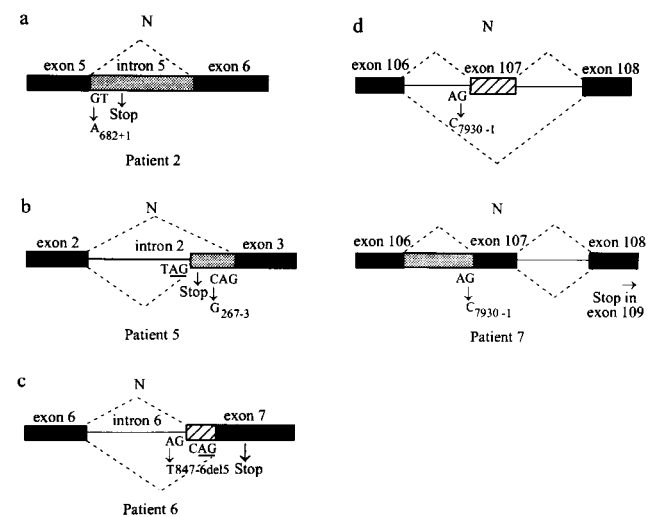 a
N
exon 5 intron 5 exon 6
GT Stop
A682+1
Patient 2
b
N
exon 2 intron 2 exon 3
TAG Stop CAG
G267-3
Patient 5
c
N
exon 6 intron 6 exon 7
AG CAG
T847-6del5 Stop
Patient 6
d
N
exon 106 exon 107 exon 108
AG
C7930-1
N
exon 106 exon 107 exon 108
AG
C7930-1
Stop in
exon 109
Patient 7